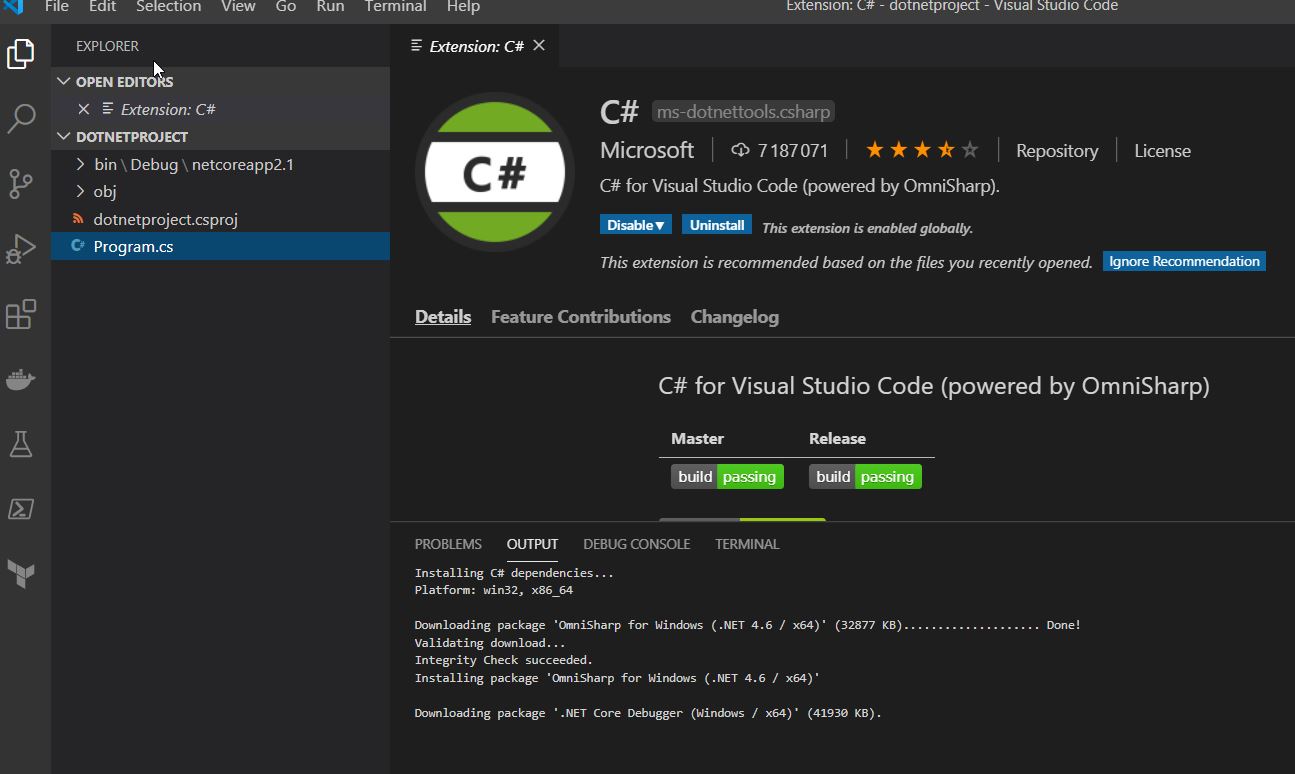 File Edit Selection View Go Run Terminal Help
Extension: C# - dotnetproject - Visual Studio Code
EXPLORER
OPEN EDITORS
Extension: C#
DOTNETPROJECT
bin \ Debug \ netcoreapp2.1
obj
dotnetproject.csproj
C# Program.cs
Extension: C#
C#
C# ms-dotnettools.csharp
Microsoft 7187071 Repository License
C# for Visual Studio Code (powered by OmniSharp).
Disable Uninstall This extension is enabled globally.
This extension is recommended based on the files you recently opened. Ignore Recommendation
Details Feature Contributions Changelog
C# for Visual Studio Code (powered by OmniSharp)
Master Release
build passing build passing
PROBLEMS OUTPUT DEBUG CONSOLE TERMINAL
Installing C# dependencies...
Platform: win32, x86_64
Downloading package 'OmniSharp for Windows (.NET 4.6 / x64)' (32877 KB).................... Done!
Validating download...
Integrity Check succeeded.
Installing package 'OmniSharp for Windows (.NET 4.6 / x64)'
Downloading package '.NET Core Debugger (Windows / x64)' (41930 KB).